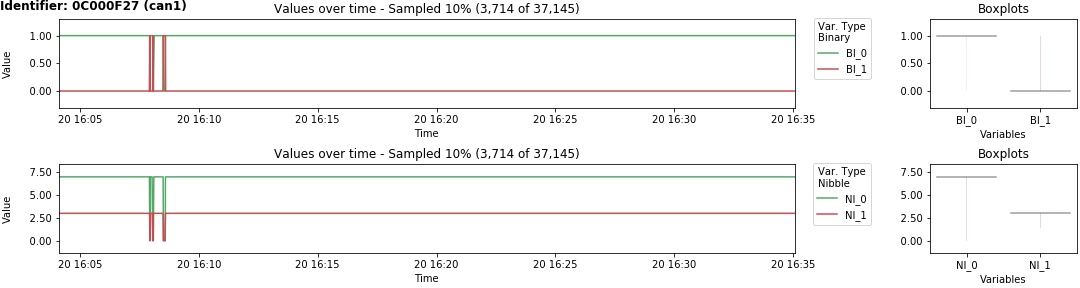 Identifier: 0C000F27 (can1)
Values over time - Sampled 10% (3,714 of 37,145)
Value
1.00
0.50
0.00
20 16:05
20 16:10
20 16:15
20 16:20
20 16:25
20 16:30
20 16:35
Time
Var. Type
Binary
BI_0
BI_1
Boxplots
1.00
0.50
0.00
BI_0
BI_1
Variables
Values over time - Sampled 10% (3,714 of 37,145)
Value
7.50
5.00
2.50
0.00
20 16:05
20 16:10
20 16:15
20 16:20
20 16:25
20 16:30
20 16:35
Time
Var. Type
Nibble
NI_0
NI_1
Boxplots
7.50
5.00
2.50
0.00
NI_0
NI_1
Variables